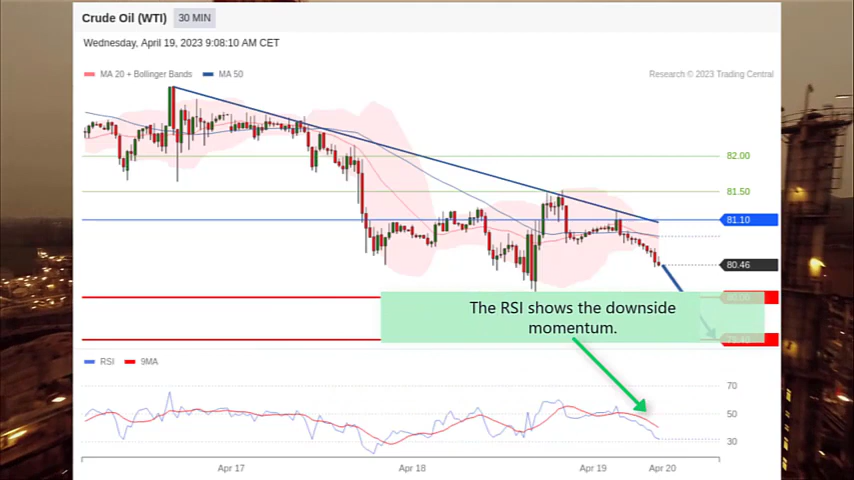 Crude Oil (WTI) 30 MIN
Wednesday, April 19, 2023 9:08:10 AM CET
MA 20 + Bollinger Bands MA 50
Research © 2023 Trading Central
82.00
81.50
81.10
80.46
The RSI shows the downside
momentum.
RSI 9MA
70
50
30
Apr 17 Apr 18 Apr 19 Apr 20